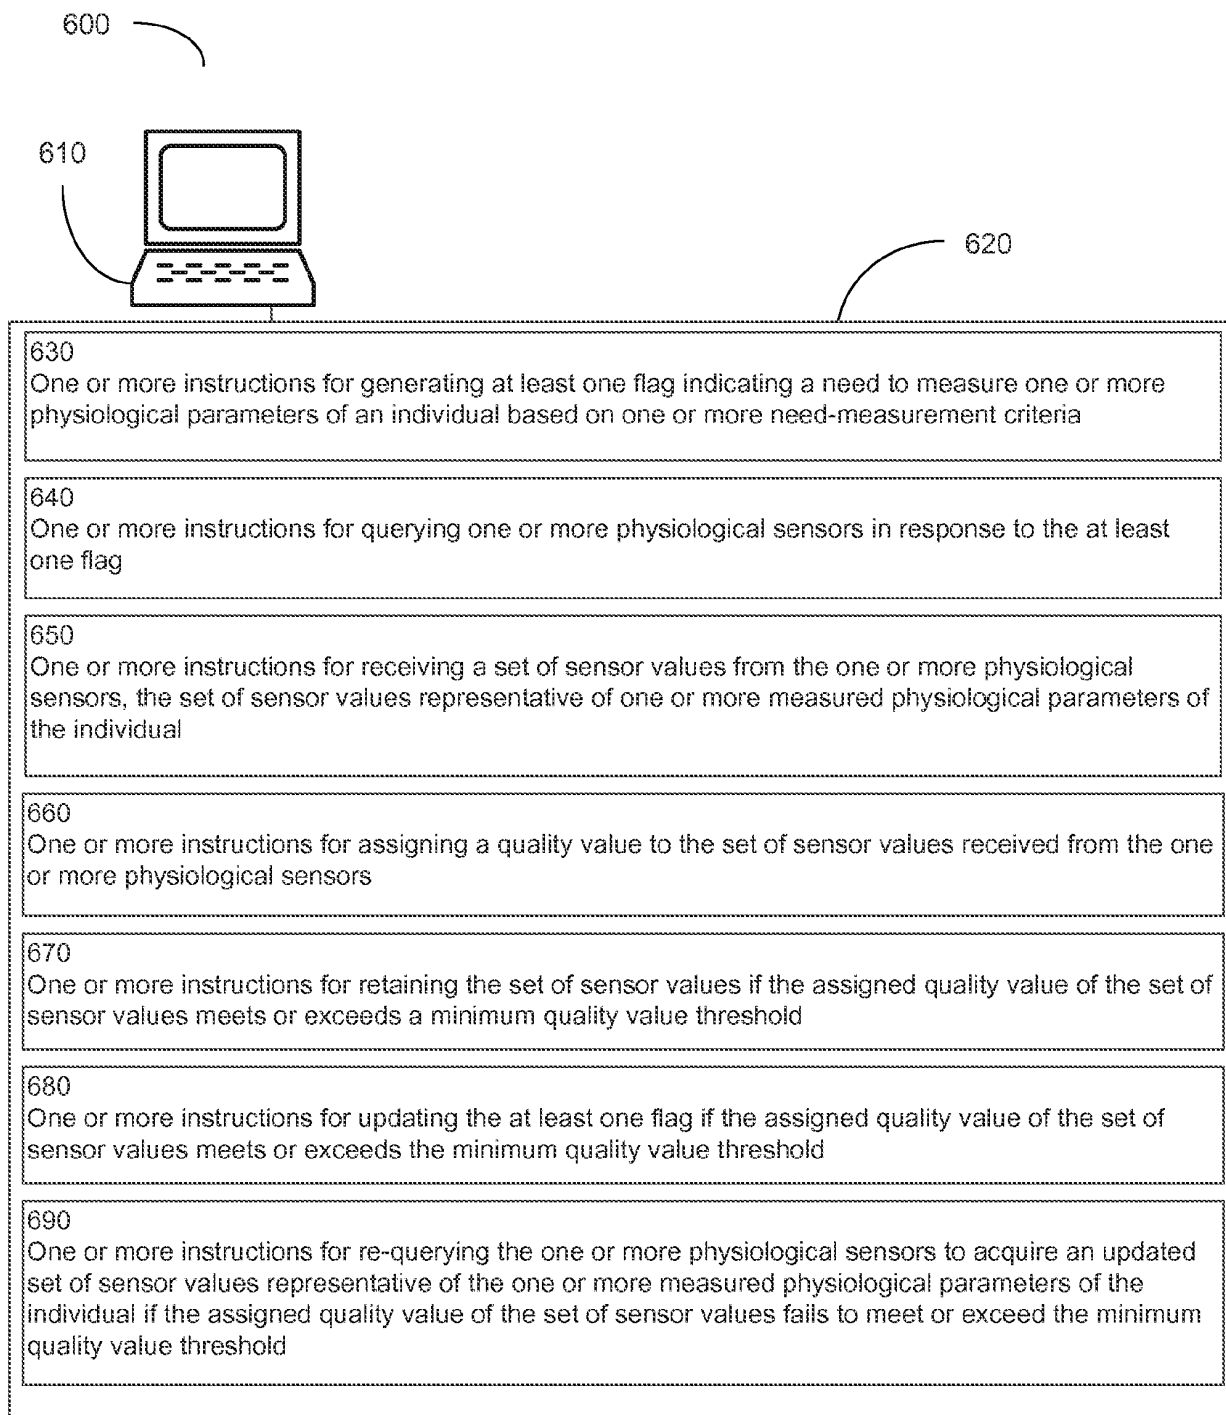 600
610
620
630
One or more instructions for generating at least one flag indicating a need to measure one or more
physiological parameters of an individual based on one or more need-measurement criteria
640
One or more instructions for querying one or more physiological sensors in response to the at least
one flag
650
One or more instructions for receiving a set of sensor values from the one or more physiological
sensors, the set of sensor values representative of one or more measured physiological parameters of
the individual
660
One or more instructions for assigning a quality value to the set of sensor values received from the one
or more physiological sensors
670
One or more instructions for retaining the set of sensor values if the assigned quality value of the set of
sensor values meets or exceeds a minimum quality value threshold
680
One or more instructions for updating the at least one flag if the assigned quality value of the set of
sensor values meets or exceeds the minimum quality value threshold
690
One or more instructions for re-querying the one or more physiological sensors to acquire an updated
set of sensor values representative of the one or more measured physiological parameters of the
individual if the assigned quality value of the set of sensor values fails to meet or exceed the minimum
quality value threshold